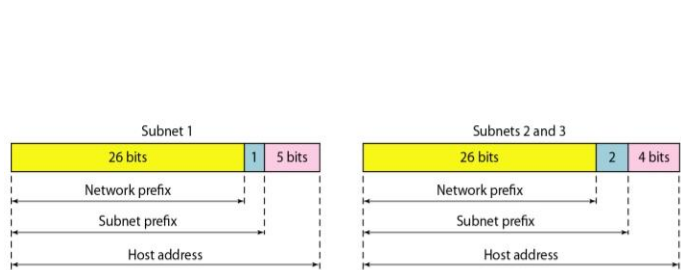 Subnet 1
26 bits 1 5 bits
Network prefix
Subnet prefix
Host address
Subnets 2 and 3
26 bits 2 4 bits
Network prefix
Subnet prefix
Host address